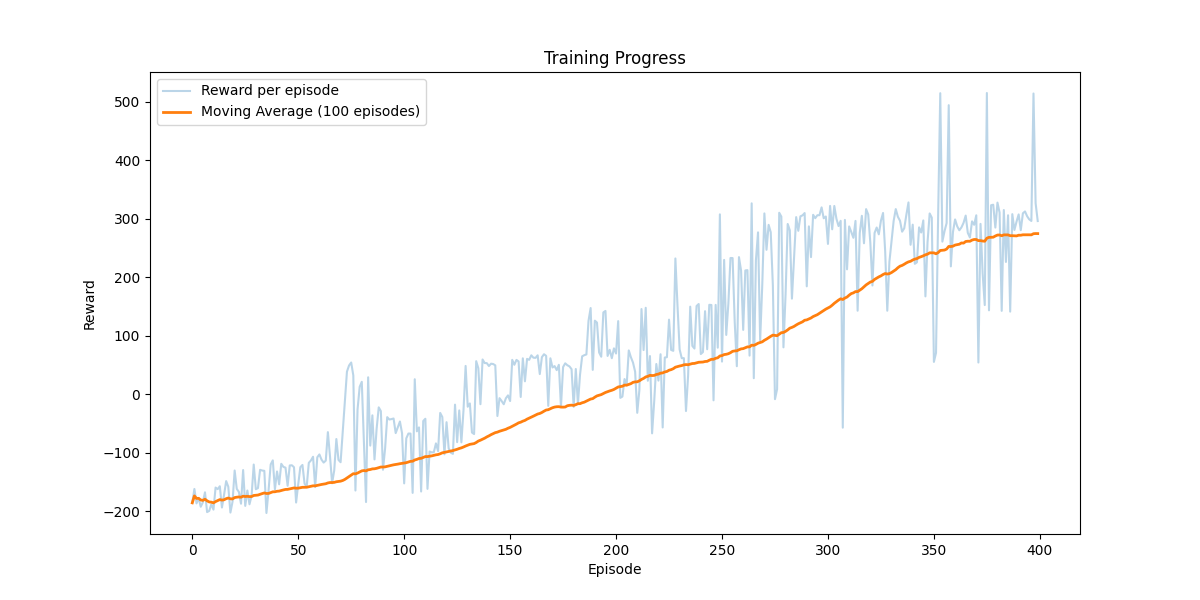 Training Progress
Reward per episode
Moving Average (100 episodes)
500
400
300
200
100
0
−100
−200
Reward
0 50 100 150 200 250 300 350 400
Episode